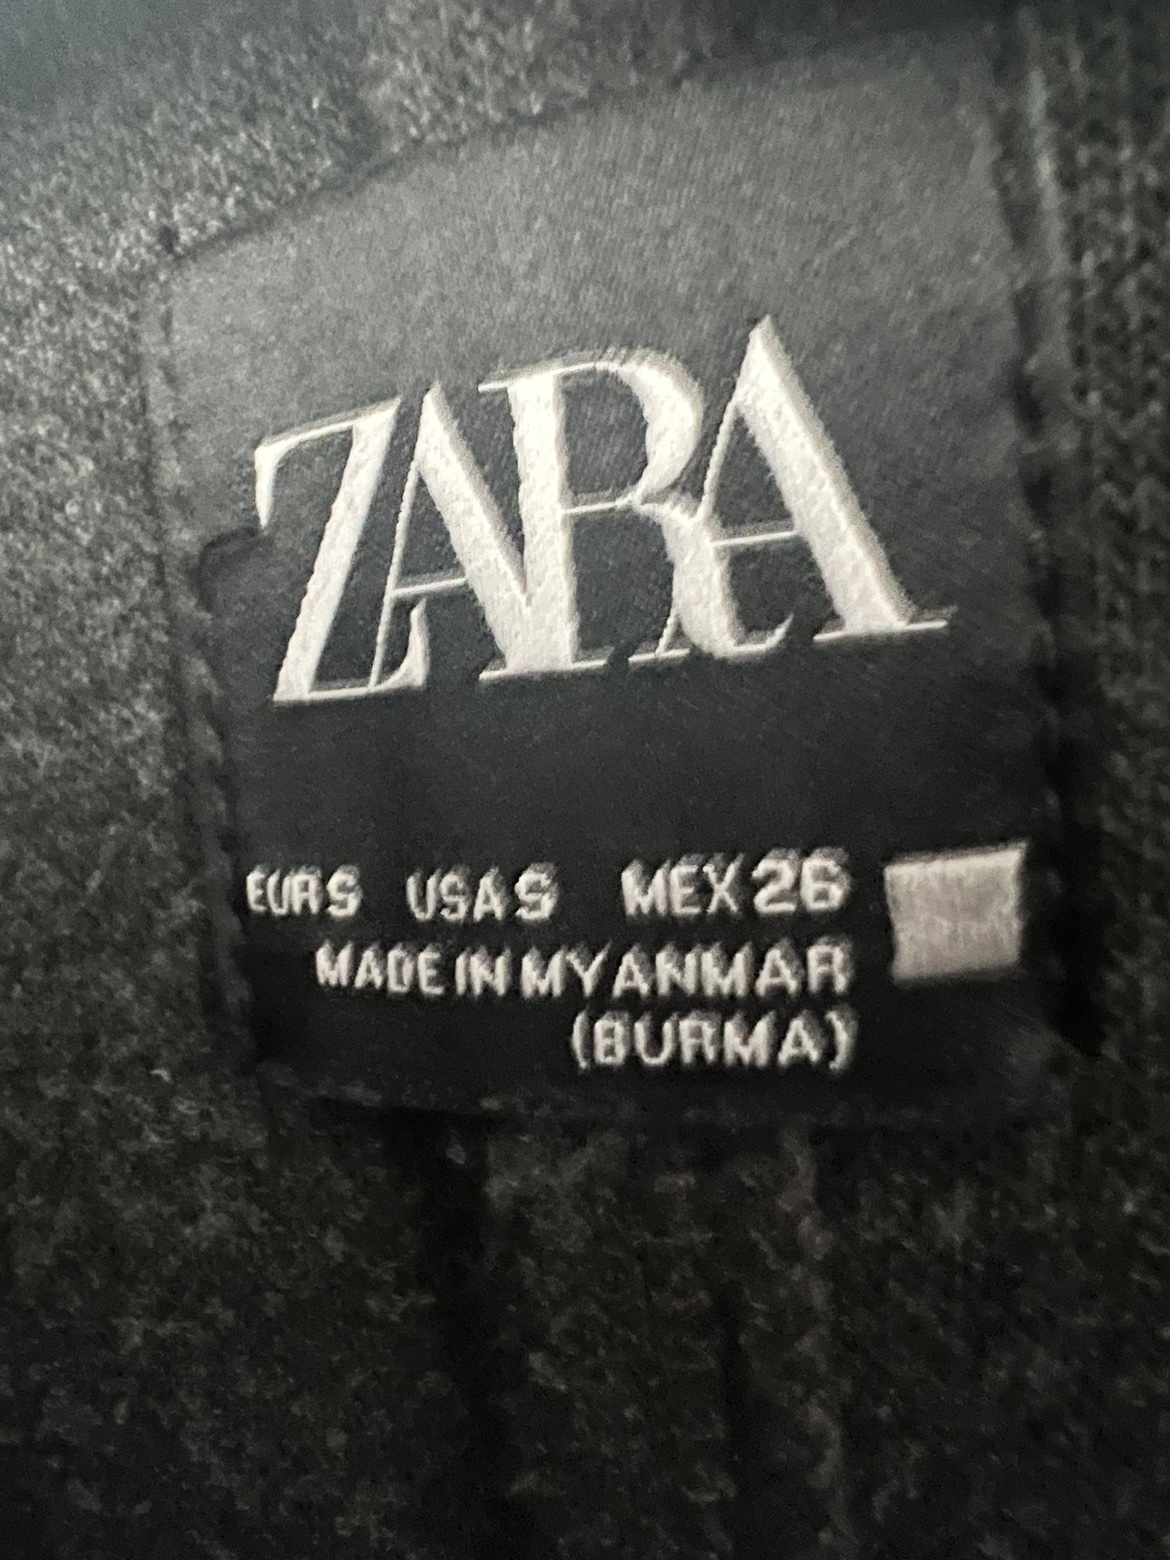 ZARA
EUR S USA S MEX 26
MADE IN MYANMAR
(BURMA)